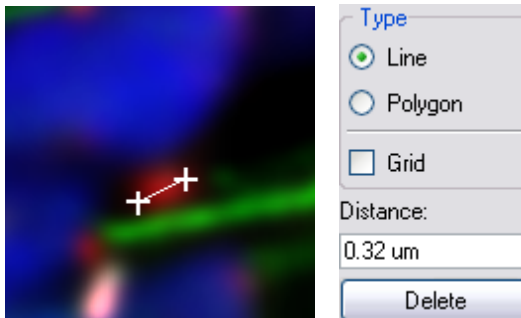 Type
Line
Polygon
Grid
Distance:
0.32 um
Delete